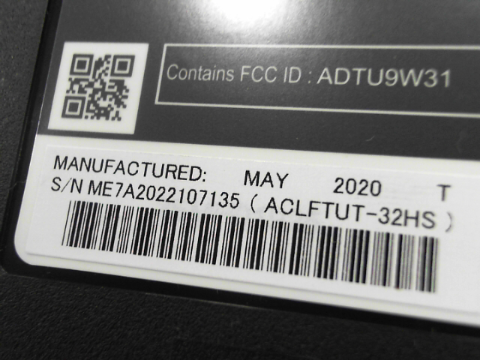 Contains FCC ID : ADTU9W31
MANUFACTURED: MAY 2020 T
S/N ME7A2022107135 ( ACLFTUT-32HS )